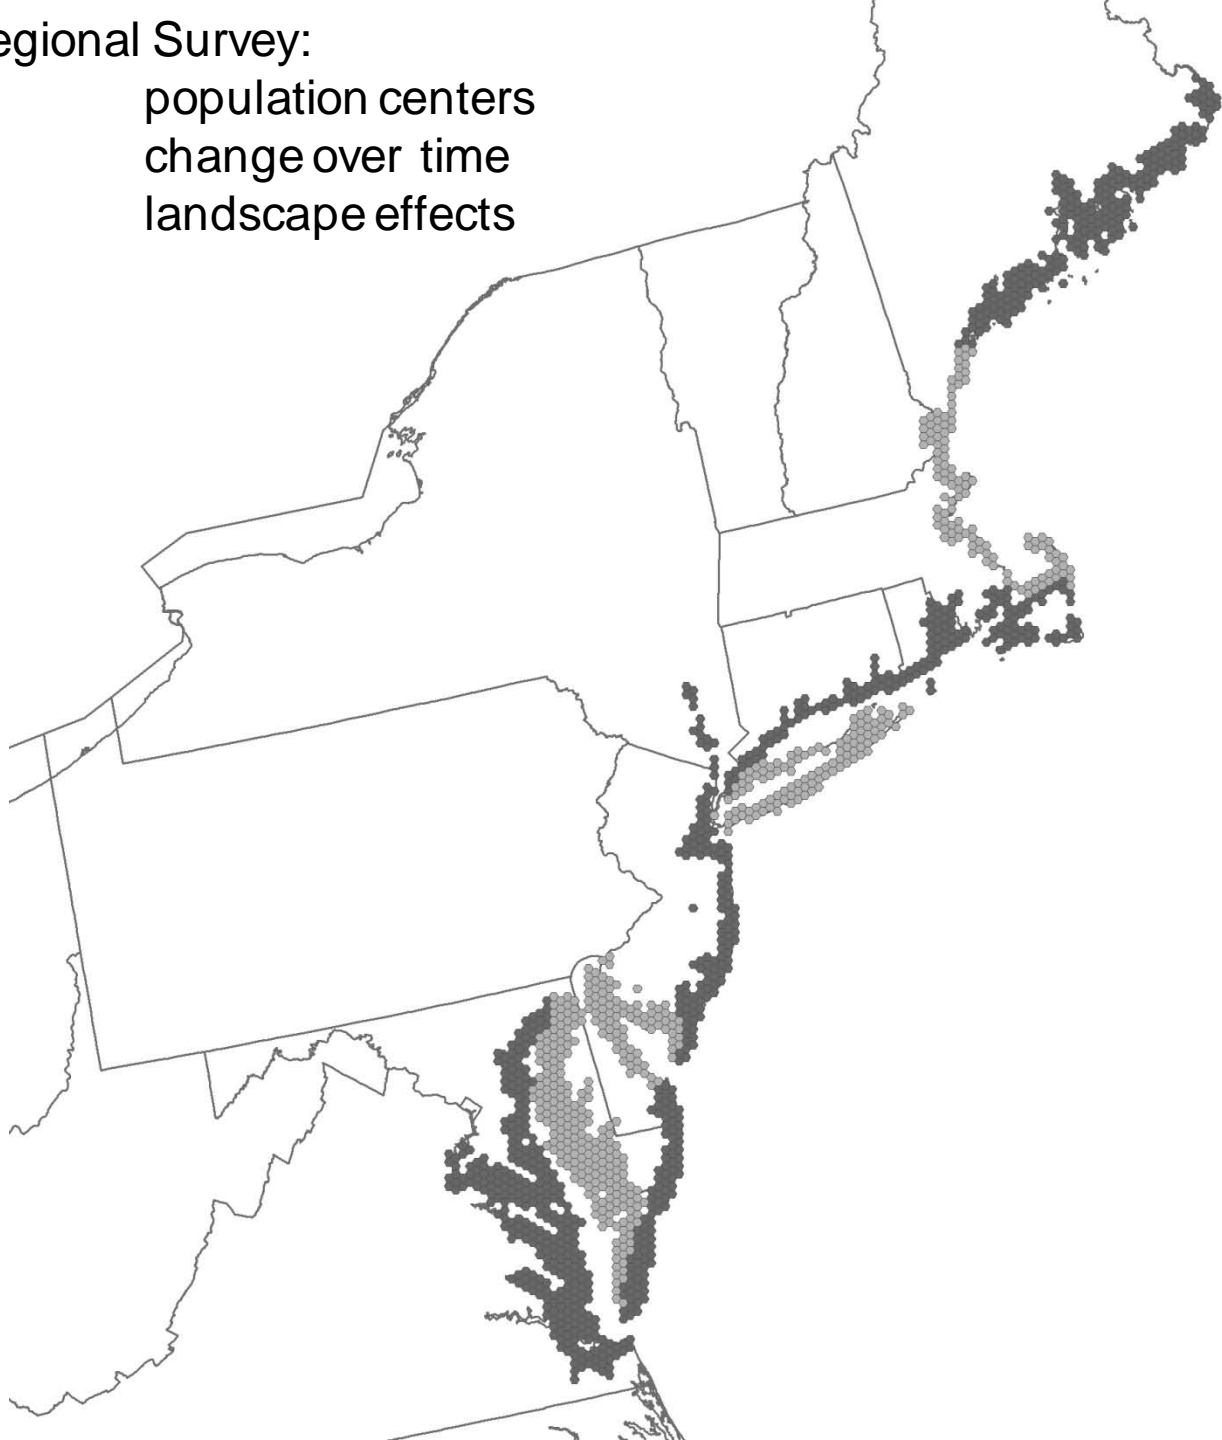 egional Survey:
population centers
change over time
landscape effects